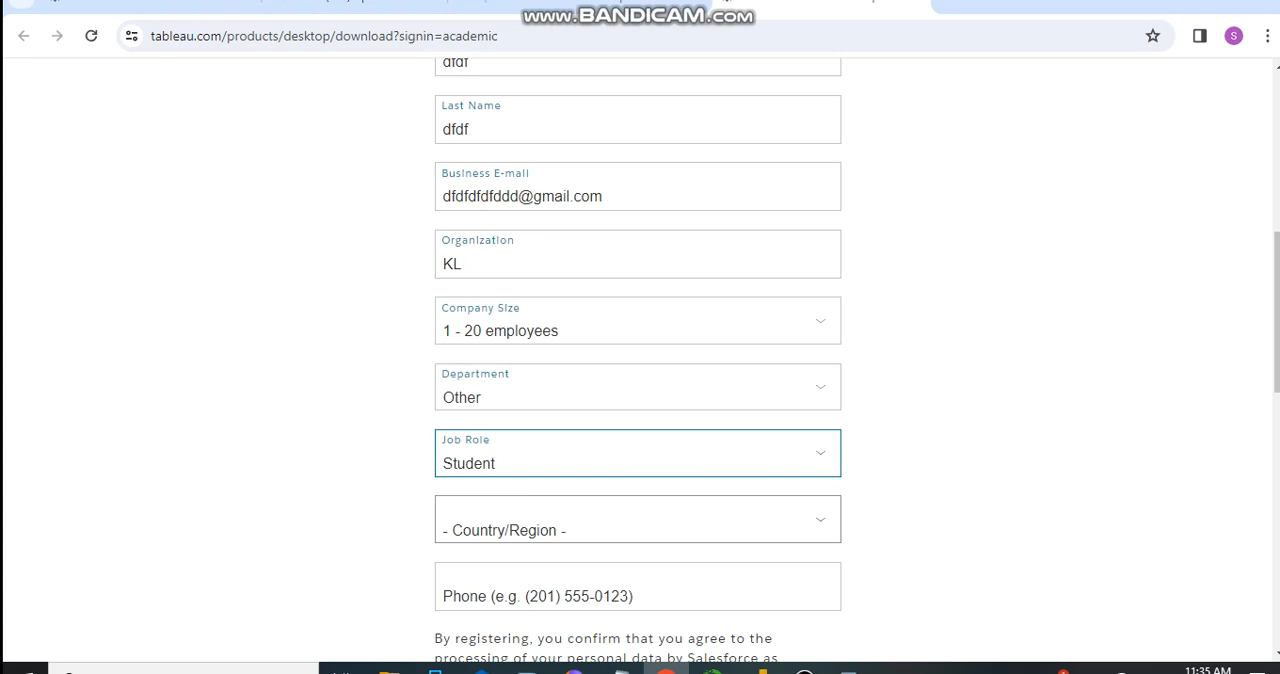 www.BANDICAM.com
tableau.com/products/desktop/download?signin=academic
S
dfdf
Last Name
dfdf
Business E-mail
dfdfdfdfddd@gmail.com
Organization
KL
Company Size
1 - 20 employees
Department
Other
Job Role
Student
- Country/Region -
Phone (e.g. (201) 555-0123)
By registering, you confirm that you agree to the
processing of your personal data by Salesforce as
11:35 AM